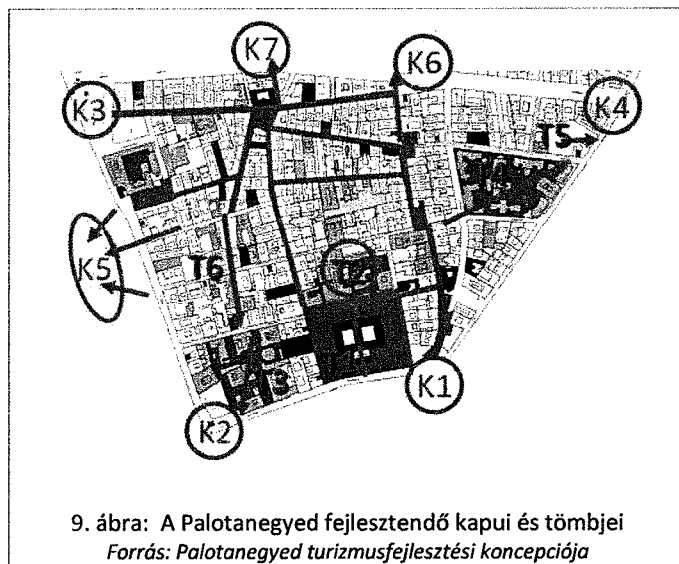 K7
K6
K3
K4
T5
K5
T6
T2
K1
K2
9. ábra: A Palotanegyed fejlesztendő kapui és tömbjei
Forrás: Palotanegyed turizmusfejlesztési koncepciója